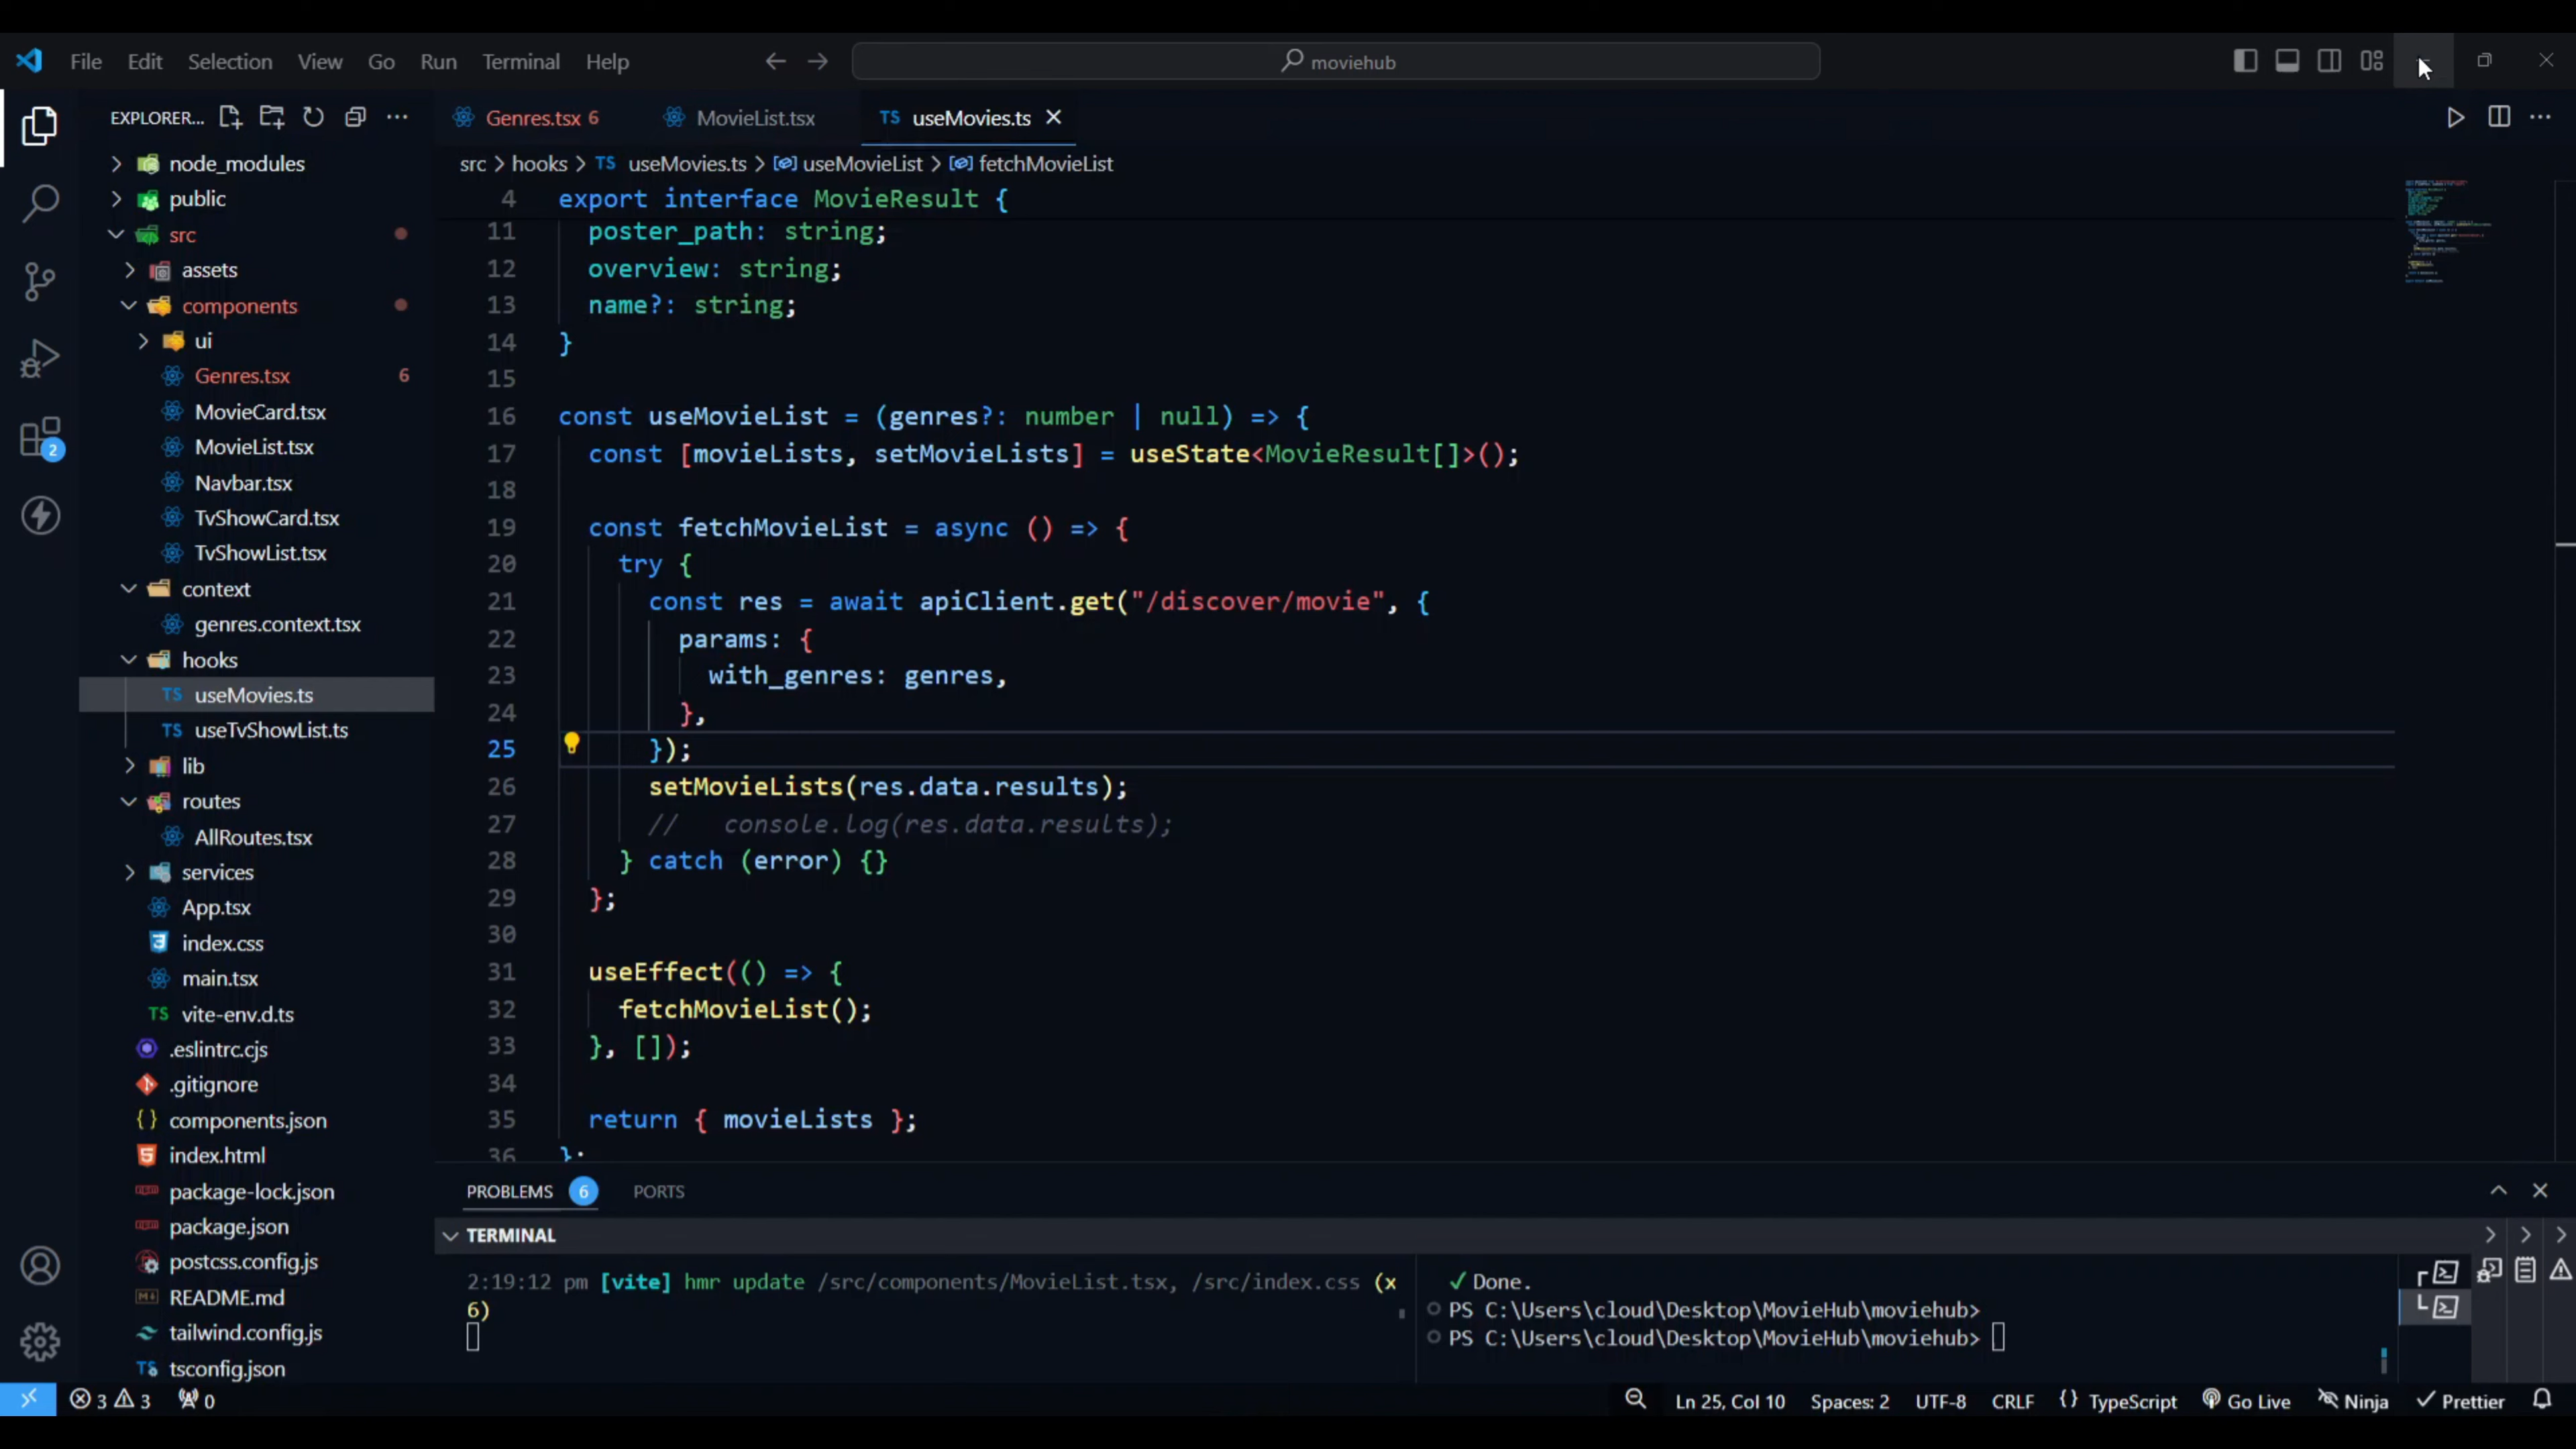 File Edit Selection View Go Run Terminal Help
moviehub
EXPLORER...
node_modules
public
src
assets
components
ui
Genres.tsx 6
MovieCard.tsx
MovieList.tsx
Navbar.tsx
TvShowCard.tsx
TvShowList.tsx
context
genres.context.tsx
hooks
TS useMovies.ts
TS useTvShowList.ts
lib
routes
AllRoutes.tsx
services
App.tsx
index.css
main.tsx
TS vite-env.d.ts
.eslintrc.cjs
.gitignore
{} components.json
index.html
package-lock.json
package.json
postcss.config.js
README.md
tailwind.config.js
TS tsconfig.json
2
Genres.tsx 6 MovieList.tsx TS useMovies.ts
src > hooks > TS useMovies.ts > useMovieList > fetchMovieList
4 export interface MovieResult {
11 poster_path: string;
12 overview: string;
13 name?: string;
14 }
15
16 const useMovieList = (genres?: number | null) => {
17 const [movieLists, setMovieLists] = useState<MovieResult[]>();
18
19 const fetchMovieList = async () => {
20 try {
21 const res = await apiClient.get("/discover/movie", {
22 params: {
23 with_genres: genres,
24 },
25 });
26 setMovieLists(res.data.results);
27 // console.log(res.data.results);
28 } catch (error) {}
29 };
30
31 useEffect(() => {
32 fetchMovieList();
33 }, []);
34
35 return { movieLists };
36 };
PROBLEMS 6 PORTS
TERMINAL
2:19:12 pm [vite] hmr update /src/components/MovieList.tsx, /src/index.css (x
6)
✓ Done.
PS C:\Users\cloud\Desktop\MovieHub\moviehub>
PS C:\Users\cloud\Desktop\MovieHub\moviehub>
3 3 0
Ln 25, Col 10 Spaces: 2 UTF-8 CRLF {} TypeScript Go Live Ninja Prettier